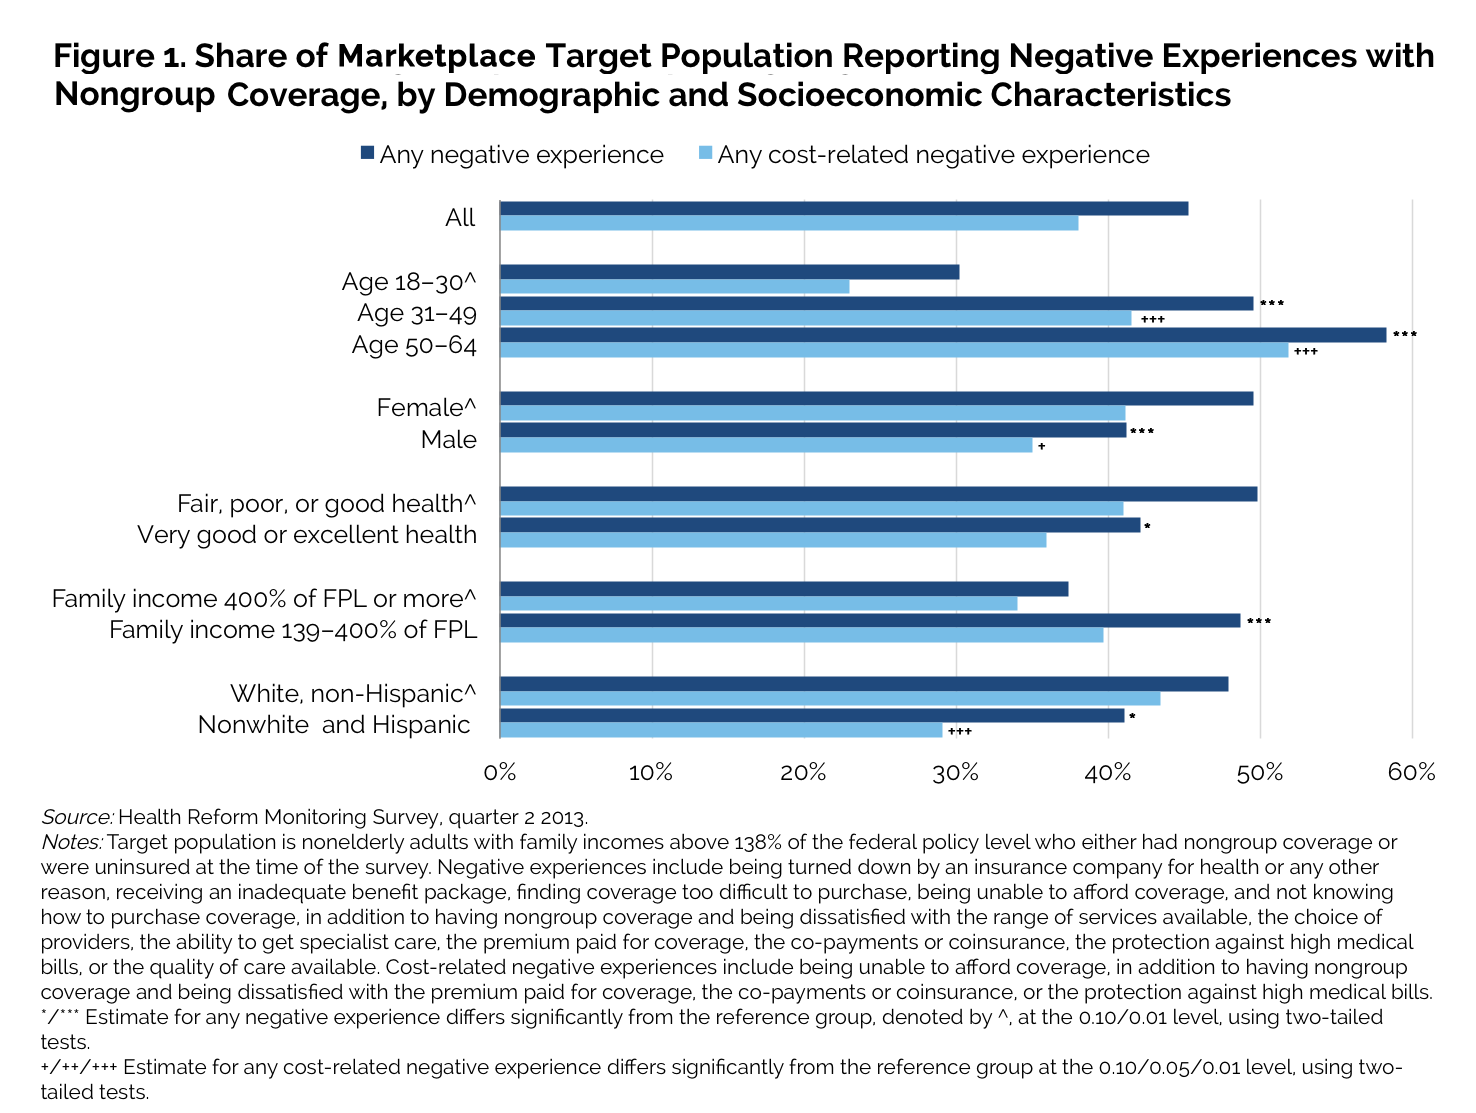 Figure 1. Share of Marketplace Target Population Reporting Negative Experiences with
Nongroup Coverage, by Demographic and Socioeconomic Characteristics
Any negative experience
Any cost-related negative experience
All
Age 18–30^
Age 31–49
***
+++
Age 50–64
***
+++
Female^
Male
***
+
Fair, poor, or good health^
Very good or excellent health
*
Family income 400% of FPL or more^
Family income 139–400% of FPL
***
White, non-Hispanic^
Nonwhite and Hispanic
*
+++
0% 10% 20% 30% 40% 50% 60%
Source: Health Reform Monitoring Survey, quarter 2 2013.
Notes: Target population is nonelderly adults with family incomes above 138% of the federal policy level who either had nongroup coverage or
were uninsured at the time of the survey. Negative experiences include being turned down by an insurance company for health or any other
reason, receiving an inadequate benefit package, finding coverage too difficult to purchase, being unable to afford coverage, and not knowing
how to purchase coverage, in addition to having nongroup coverage and being dissatisfied with the range of services available, the choice of
providers, the ability to get specialist care, the premium paid for coverage, the co-payments or coinsurance, the protection against high medical
bills, or the quality of care available. Cost-related negative experiences include being unable to afford coverage, in addition to having nongroup
coverage and being dissatisfied with the premium paid for coverage, the co-payments or coinsurance, or the protection against high medical bills.
*/*** Estimate for any negative experience differs significantly from the reference group, denoted by ^, at the 0.10/0.01 level, using two-tailed
tests.
+/++/+++ Estimate for any cost-related negative experience differs significantly from the reference group at the 0.10/0.05/0.01 level, using two-
tailed tests.